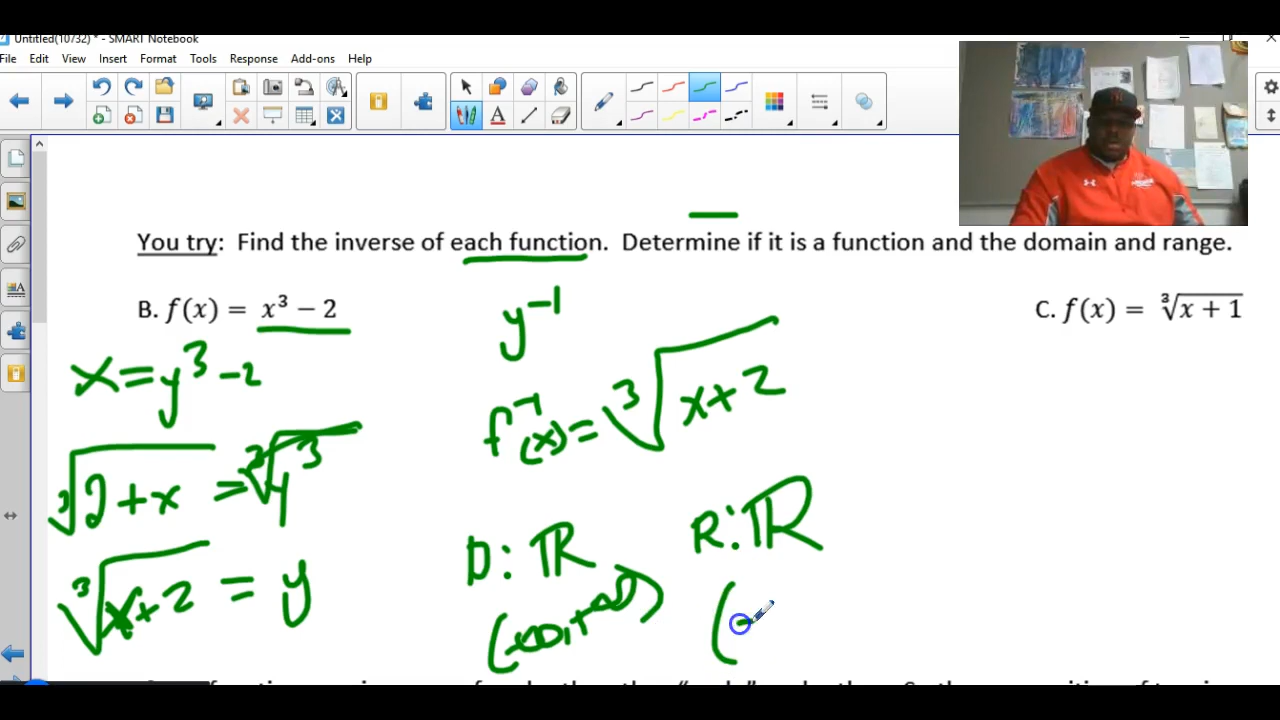 Untitled(10732) * - SMART Notebook
File Edit View Insert Format Tools Response Add-ons Help
You try: Find the inverse of each function. Determine if it is a function and the domain and range.
B. f(x) = x³ − 2
C. f(x) = ∛(x + 1)
y⁻¹
x = y³ - 2
f⁻¹(x) = ∛(x+2)
∛(2+x) = ∛(y³)
D: ℝ
R: ℝ
∛(x+2) = y
(-∞,+∞)
(-